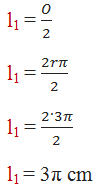 l₁ = O/2
l₁ = 2rπ/2
l₁ = 2·3π/2
l₁ = 3π cm